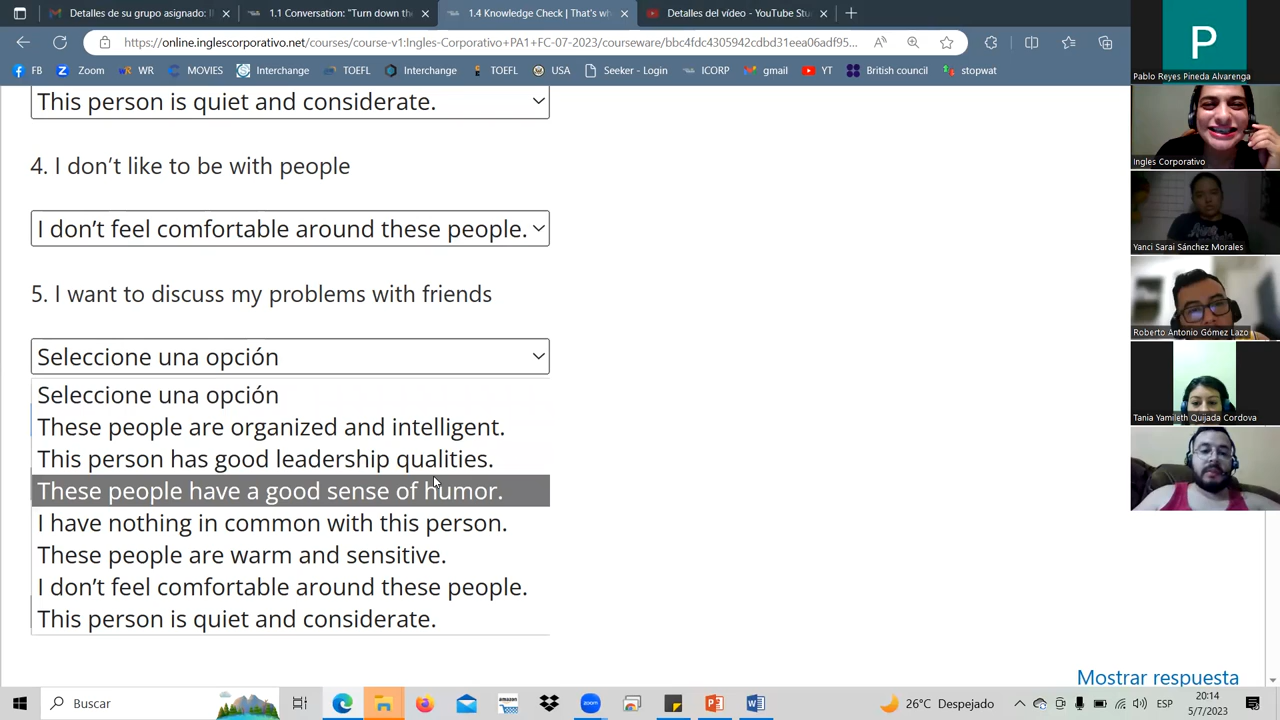 Detalles de su grupo asignado: II
1.1 Conversation: "Turn down the
1.4 Knowledge Check | That's wh
Detalles del vídeo - YouTube Stu
https://online.inglescorporativo.net/courses/course-v1:Ingles-Corporativo+PA1+FC-07-2023/courseware/bbc4fdc4305942cdbd31eea06adf95...
FB
Zoom
WR
MOVIES
Interchange
TOEFL
Interchange
TOEFL
USA
Seeker - Login
ICORP
gmail
YT
British council
stopwat
This person is quiet and considerate.
4. I don't like to be with people
I don't feel comfortable around these people.
5. I want to discuss my problems with friends
Seleccione una opción
Seleccione una opción
These people are organized and intelligent.
This person has good leadership qualities.
These people have a good sense of humor.
I have nothing in common with this person.
These people are warm and sensitive.
I don't feel comfortable around these people.
This person is quiet and considerate.
Mostrar respuesta
P
Pablo Reyes Pineda Alvarenga
Ingles Corporativo
Yanci Sarai Sánchez Morales
Roberto Antonio Gómez Lazo
Tania Yamileth Quijada Cordova
Buscar
amazon
zoom
26°C Despejado
ESP
20:14
5/7/2023